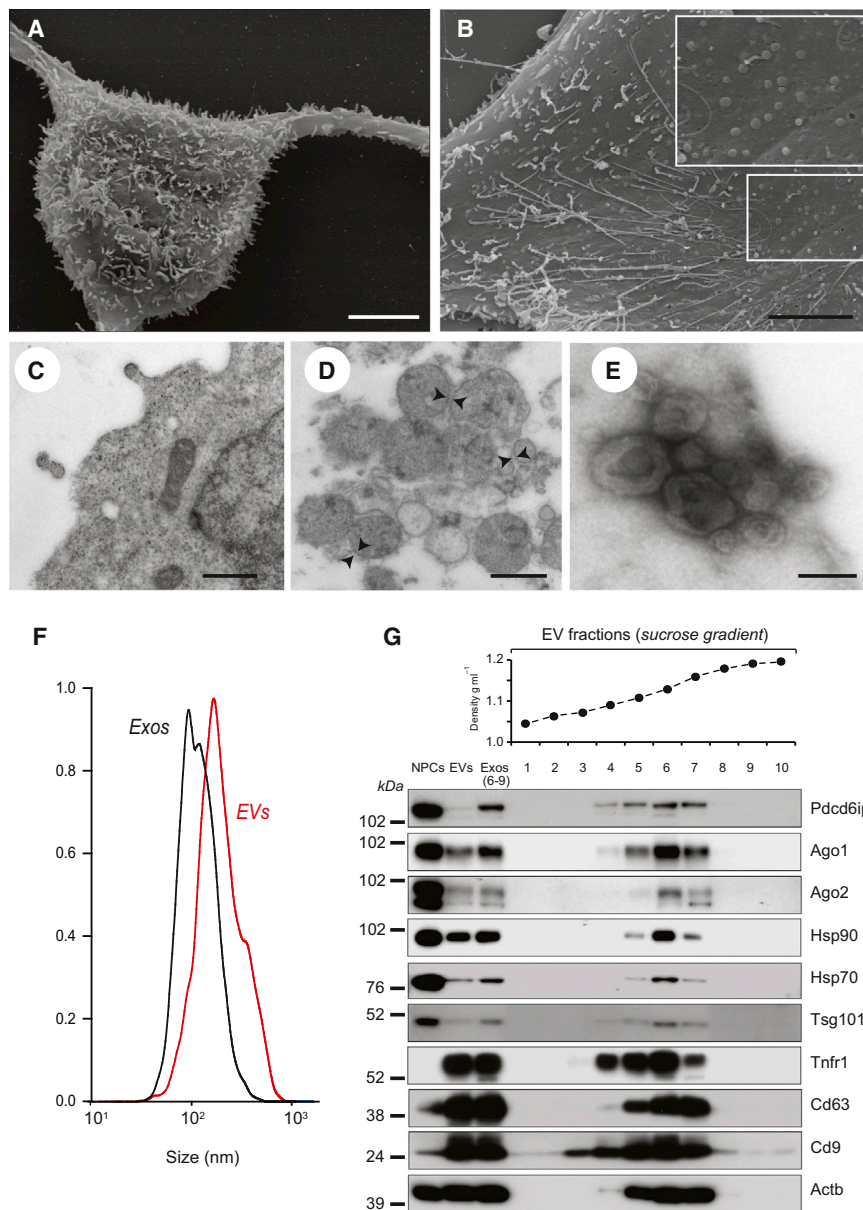 A
B
C
D
E
F
G
EV fractions (sucrose gradient)
1.2
1.1
1.0
Density g ml⁻¹
1.0
0.8
0.6
0.4
0.2
0.0
Exos
EVs
10¹ 10² 10³
Size (nm)
NPCs EVs Exos (6-9) 1 2 3 4 5 6 7 8 9 10
kDa
102 Pdcd6ip
102 Ago1
102 Ago2
102 Hsp90
76 Hsp70
52 Tsg101
52 Tnfr1
38 Cd63
24 Cd9
39 Actb